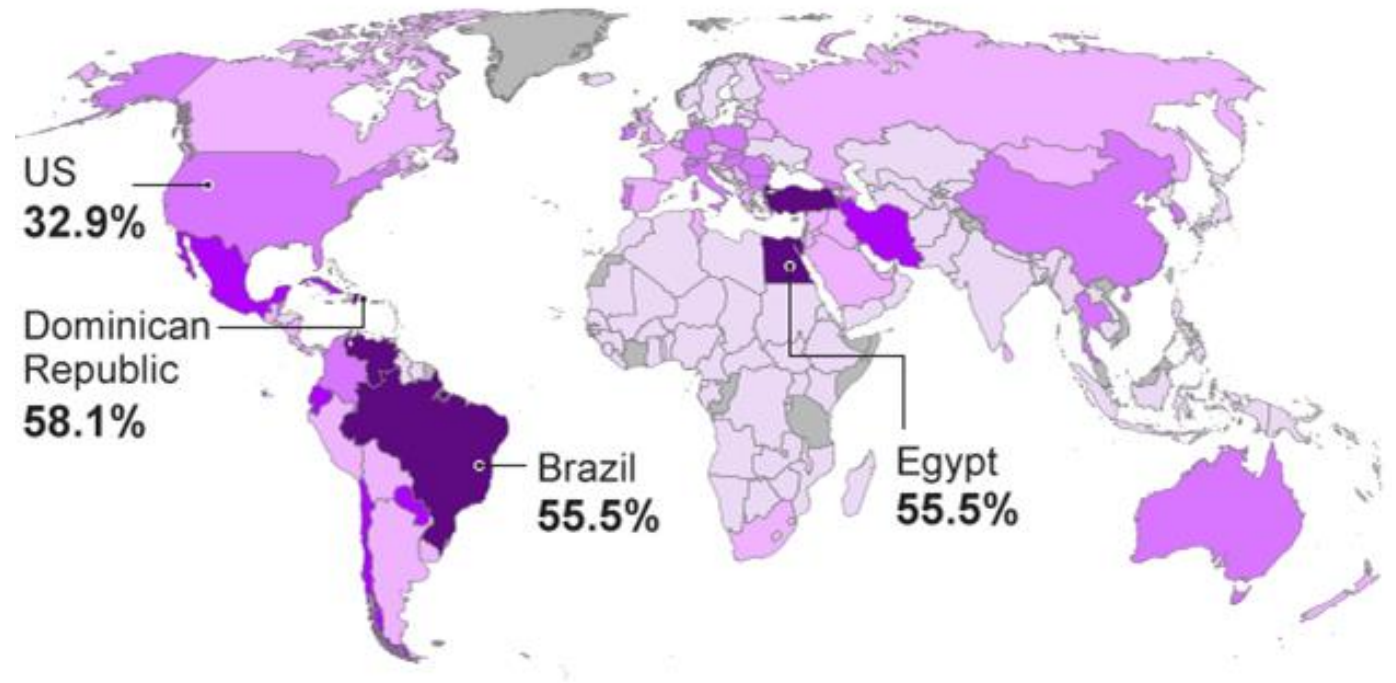 US
32.9%
Dominican
Republic
58.1%
Brazil
55.5%
Egypt
55.5%